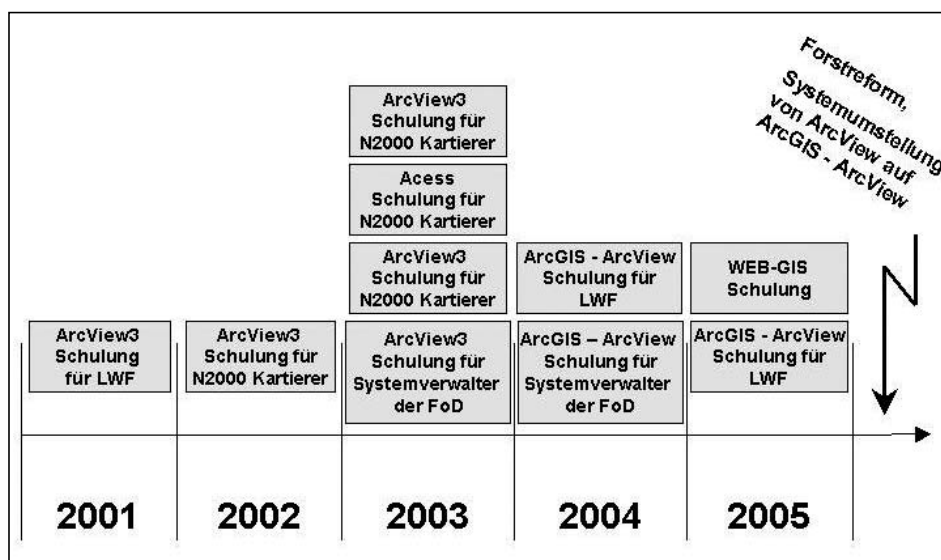 Forstreform,
Systemumstellung
von ArcView auf
ArcGIS - ArcView
ArcView3
Schulung für
N2000 Kartierer
Acess
Schulung für
N2000 Kartierer
ArcView3
Schulung für
N2000 Kartierer
ArcGIS - ArcView
Schulung für
LWF
WEB-GIS
Schulung
ArcView3
Schulung
für LWF
ArcView3
Schulung für
N2000 Kartierer
ArcView3
Schulung für
Systemverwalter
der FoD
ArcGIS – ArcView
Schulung für
Systemverwalter
der FoD
ArcGIS - ArcView
Schulung für
LWF
2001
2002
2003
2004
2005